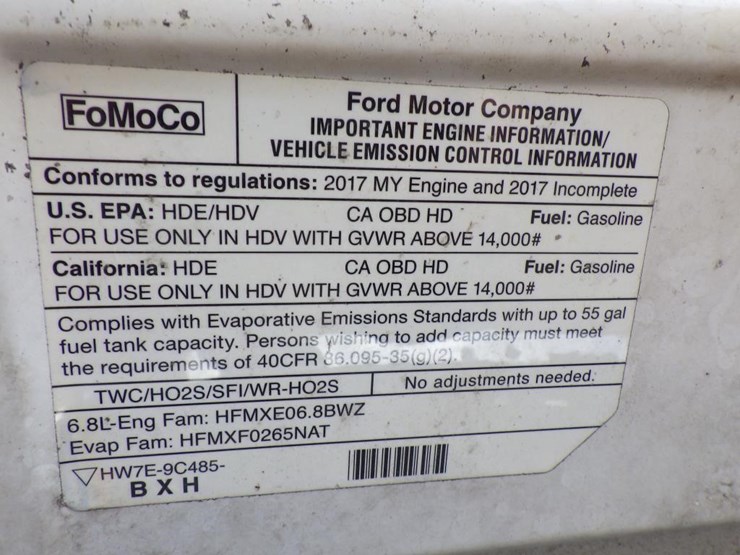 FoMoCo
Ford Motor Company
IMPORTANT ENGINE INFORMATION/
VEHICLE EMISSION CONTROL INFORMATION
Conforms to regulations: 2017 MY Engine and 2017 Incomplete
U.S. EPA: HDE/HDV CA OBD HD Fuel: Gasoline
FOR USE ONLY IN HDV WITH GVWR ABOVE 14,000#
California: HDE CA OBD HD Fuel: Gasoline
FOR USE ONLY IN HDV WITH GVWR ABOVE 14,000#
Complies with Evaporative Emissions Standards with up to 55 gal
fuel tank capacity. Persons wishing to add capacity must meet
the requirements of 40CFR 86.095-35(g)(2).
TWC/HO2S/SFI/WR-HO2S No adjustments needed.
6.8L-Eng Fam: HFMXE06.8BWZ
Evap Fam: HFMXF0265NAT
HW7E-9C485-
BXH